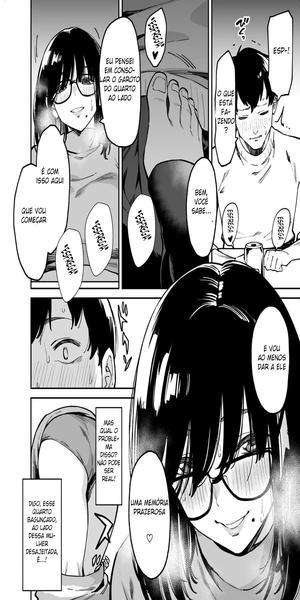 ESP-!
O QUE
ESTÁ
FA-
ZENDO
?
ESFREGA
ESFREGA
EU PENSEI
EM CONSO-
LAR O GAROTO
DO QUARTO
AO LADO
BEM,
VOCÊ
SABE...
É COM
ISSO AQUI
QUE VOU
COMEÇAR
E VOU
AO MENOS
DAR A ELE
UMA MEMÓRIA
PRAZEROSA
♡
MAS
QUAL O
PROBLE-
MA
DISSO?
NÃO PODE
SER
REAL!
DIGO, ESSE
QUARTO
BAGUNÇADO,
AO LADO
DESSA MU-
LHER
DESAJEITADA,
É...!